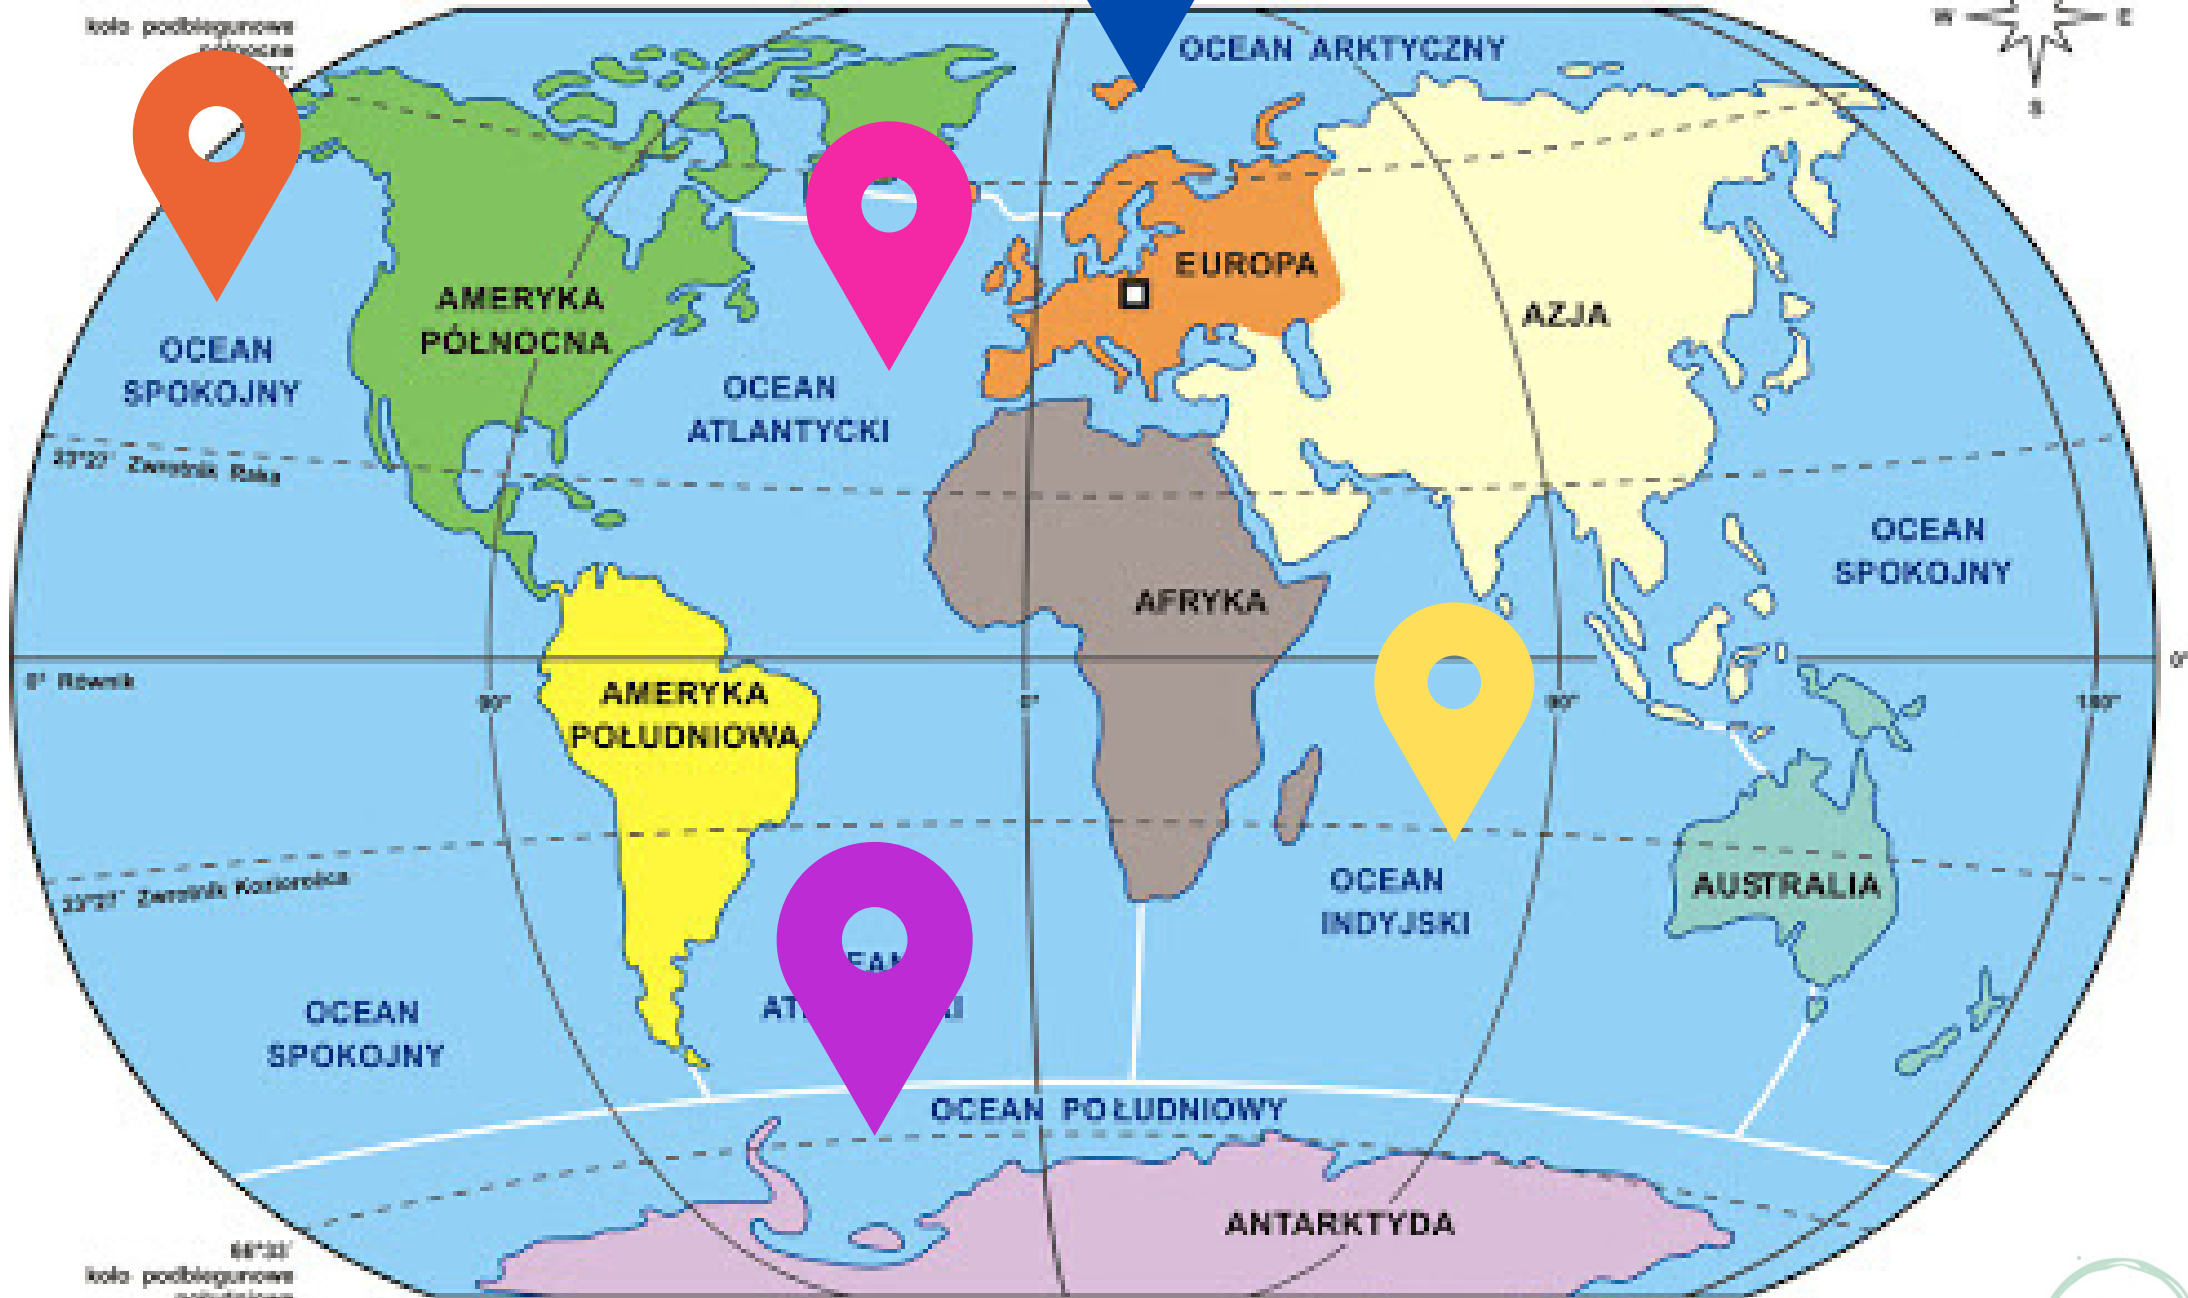 koło podbiegunowe
północne
W E
S
OCEAN ARKTYCZNY
EUROPA
AMERYKA
PÓŁNOCNA
AZJA
OCEAN
SPOKOJNY
OCEAN
ATLANTYCKI
23°27' Zwrotnik Raka
OCEAN
SPOKOJNY
AFRYKA
0° Równik
0°
AMERYKA
POŁUDNIOWA
90°
0°
90°
180°
23°27' Zwrotnik Koziorożca
OCEAN
INDYJSKI
AUSTRALIA
OCEAN
SPOKOJNY
OCEAN POŁUDNIOWY
ANTARKTYDA
66°33'
koło podbiegunowe